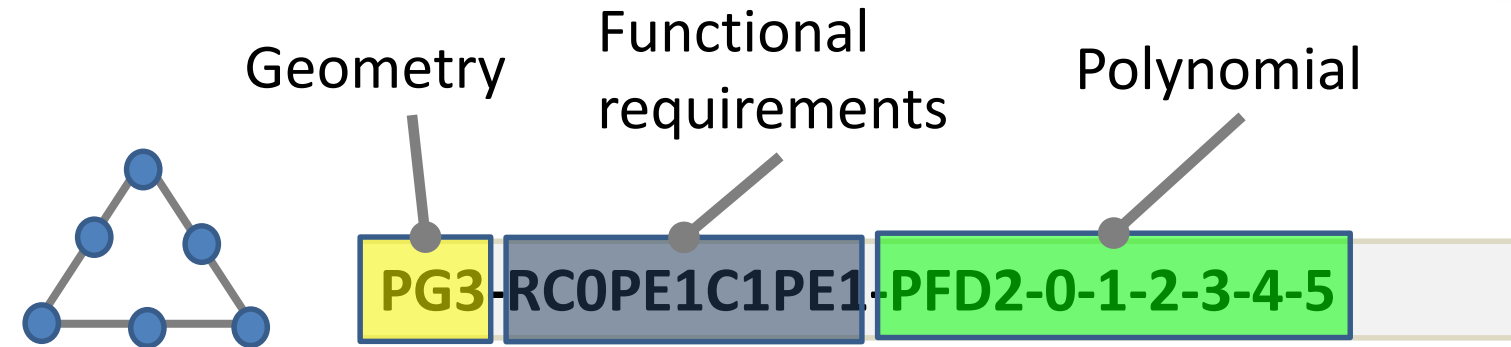 Geometry
Functional
requirements
Polynomial
PG3-RC0PE1C1PE1-PFD2-0-1-2-3-4-5